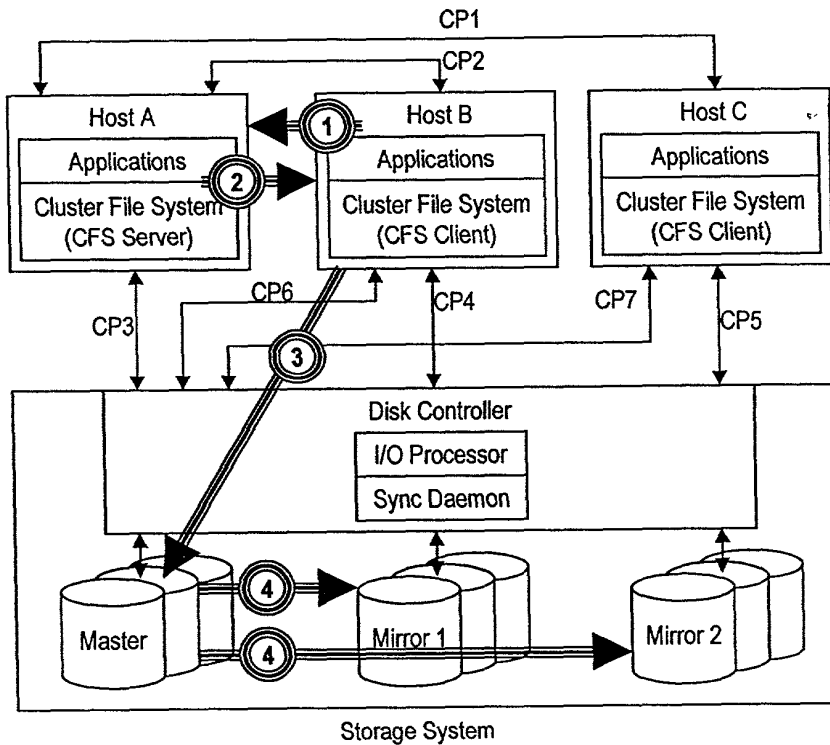 CP1
CP2
Host A
Host B
Host C
1
Applications
Applications
Applications
2
Cluster File System
(CFS Server)
Cluster File System
(CFS Client)
Cluster File System
(CFS Client)
CP6
CP4
CP7
CP3
CP5
3
Disk Controller
I/O Processor
Sync Daemon
4
Master
Mirror 1
Mirror 2
4
Storage System